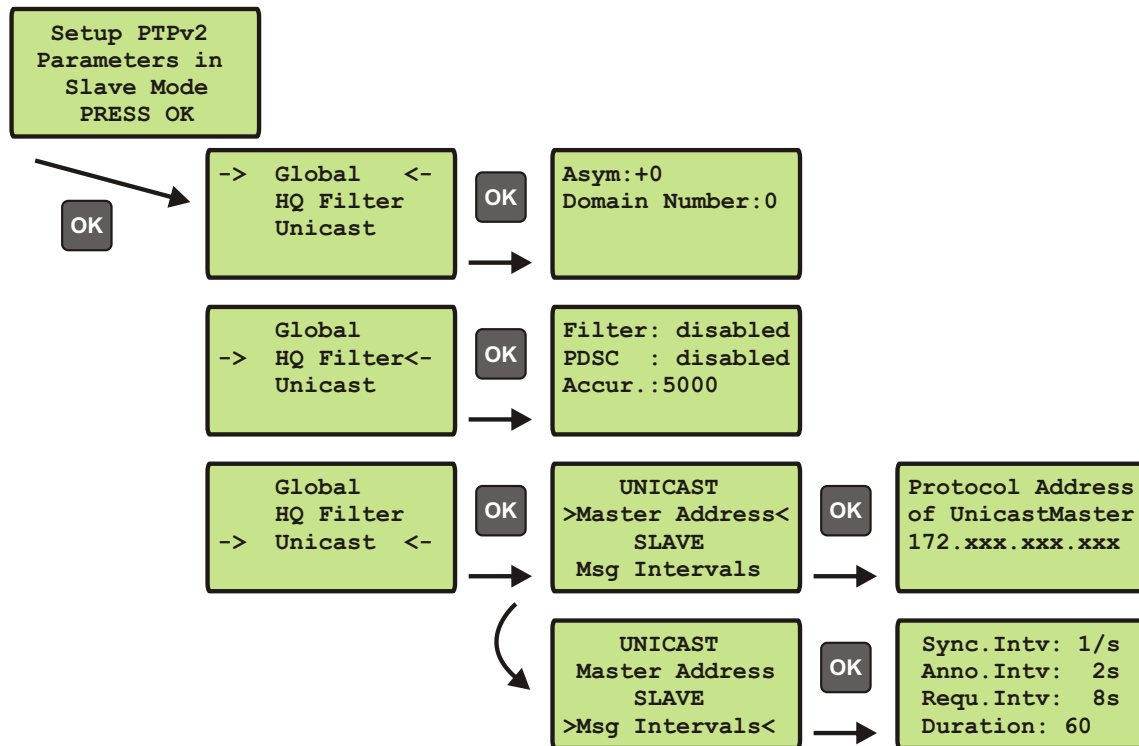 Setup PTPv2
Parameters in
Slave Mode
PRESS OK
OK
-> Global <-
HQ Filter
Unicast
OK
Asym:+0
Domain Number:0
Global
-> HQ Filter<-
Unicast
OK
Filter: disabled
PDSC : disabled
Accur.:5000
Global
HQ Filter
-> Unicast <-
OK
UNICAST
>Master Address<
SLAVE
Msg Intervals
OK
Protocol Address
of UnicastMaster
172.xxx.xxx.xxx
UNICAST
Master Address
SLAVE
>Msg Intervals<
OK
Sync.Intv: 1/s
Anno.Intv: 2s
Requ.Intv: 8s
Duration: 60